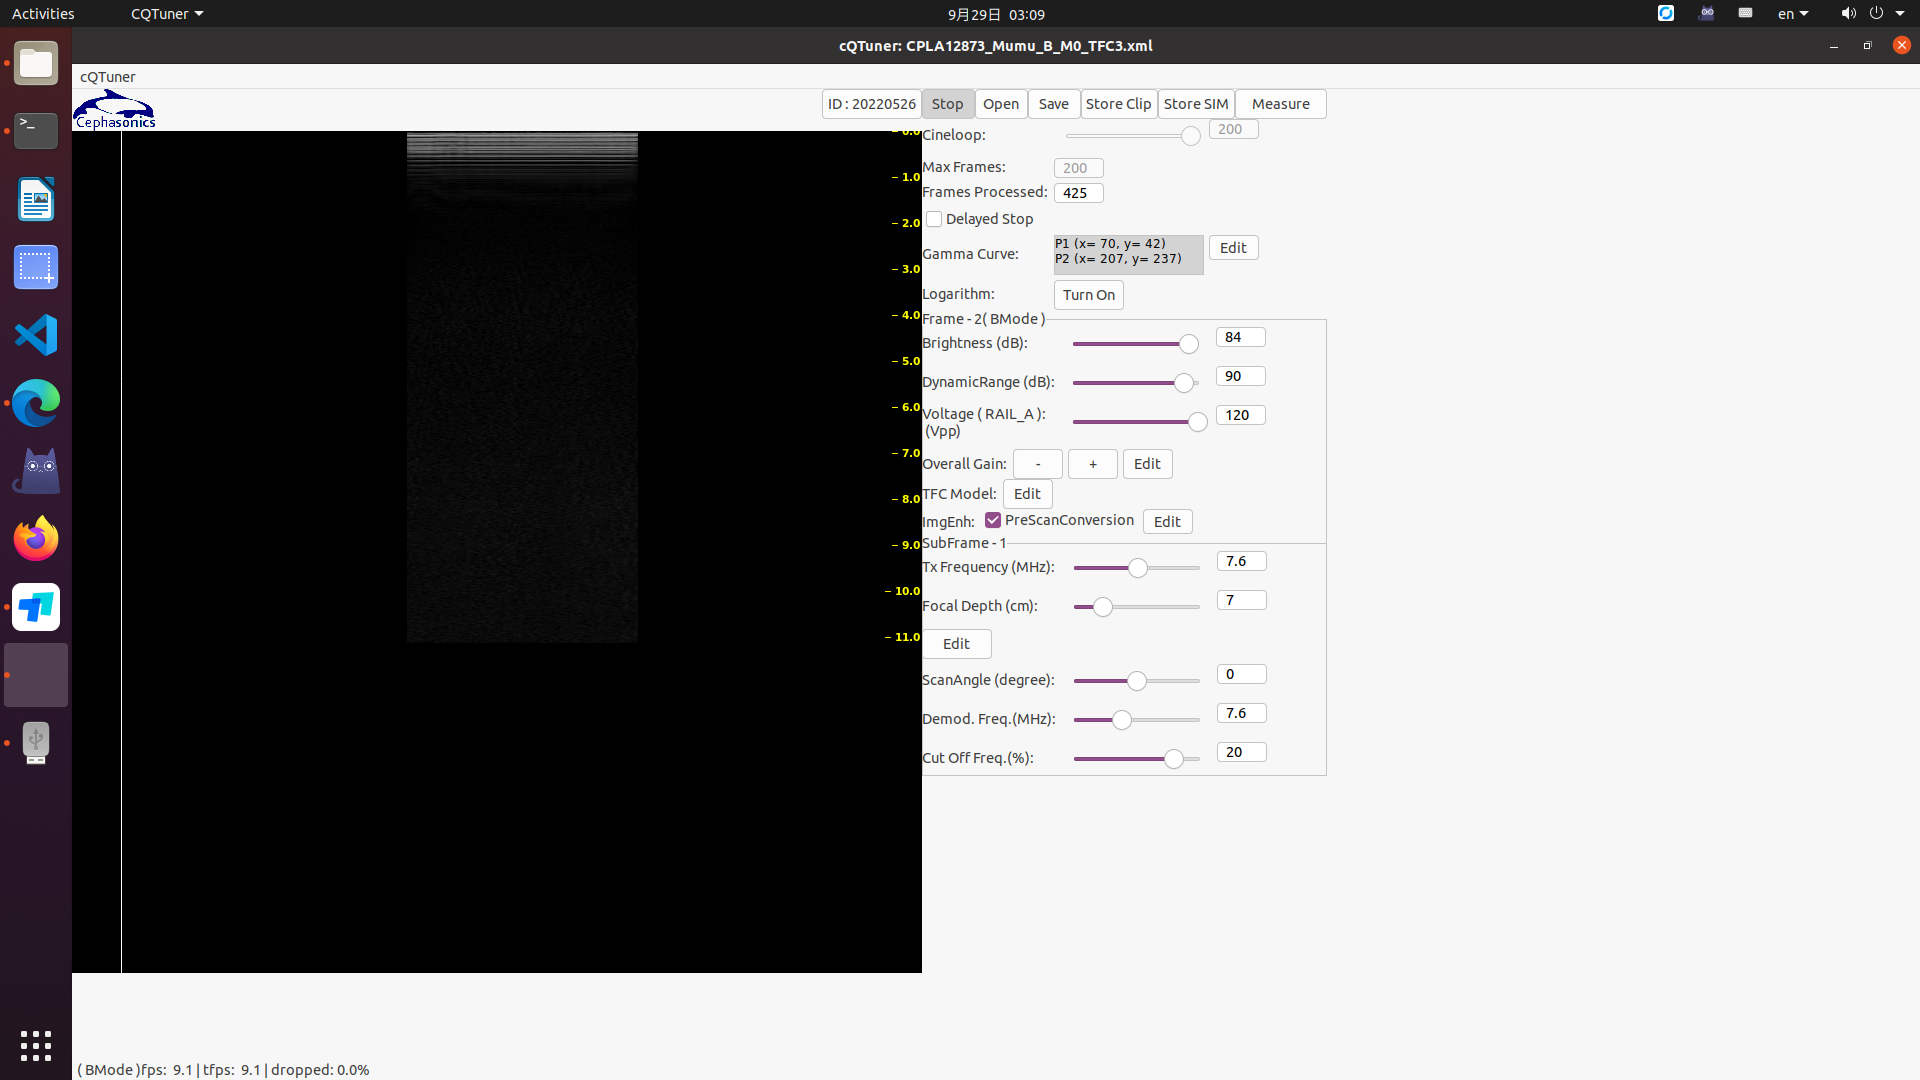 Activities
CQTuner
9月29日 03:09
en
cQTuner: CPLA12873_Mumu_B_M0_TFC3.xml
cQTuner
Cephasonics
ID : 20220526
Stop
Open
Save
Store Clip
Store SIM
Measure
Cineloop:
200
Max Frames:
200
Frames Processed:
425
Delayed Stop
Gamma Curve:
P1 (x= 70, y= 42)
P2 (x= 207, y= 237)
Edit
Logarithm:
Turn On
Frame - 2( BMode )
Brightness (dB):
84
DynamicRange (dB):
90
Voltage ( RAIL_A ):
(Vpp)
120
Overall Gain:
-
+
Edit
TFC Model:
Edit
ImgEnh:
PreScanConversion
Edit
SubFrame - 1
Tx Frequency (MHz):
7.6
Focal Depth (cm):
7
Edit
ScanAngle (degree):
0
Demod. Freq.(MHz):
7.6
Cut Off Freq.(%):
20
0.0
1.0
2.0
3.0
4.0
5.0
6.0
7.0
8.0
9.0
10.0
11.0
( BMode )fps: 9.1 | tfps: 9.1 | dropped: 0.0%